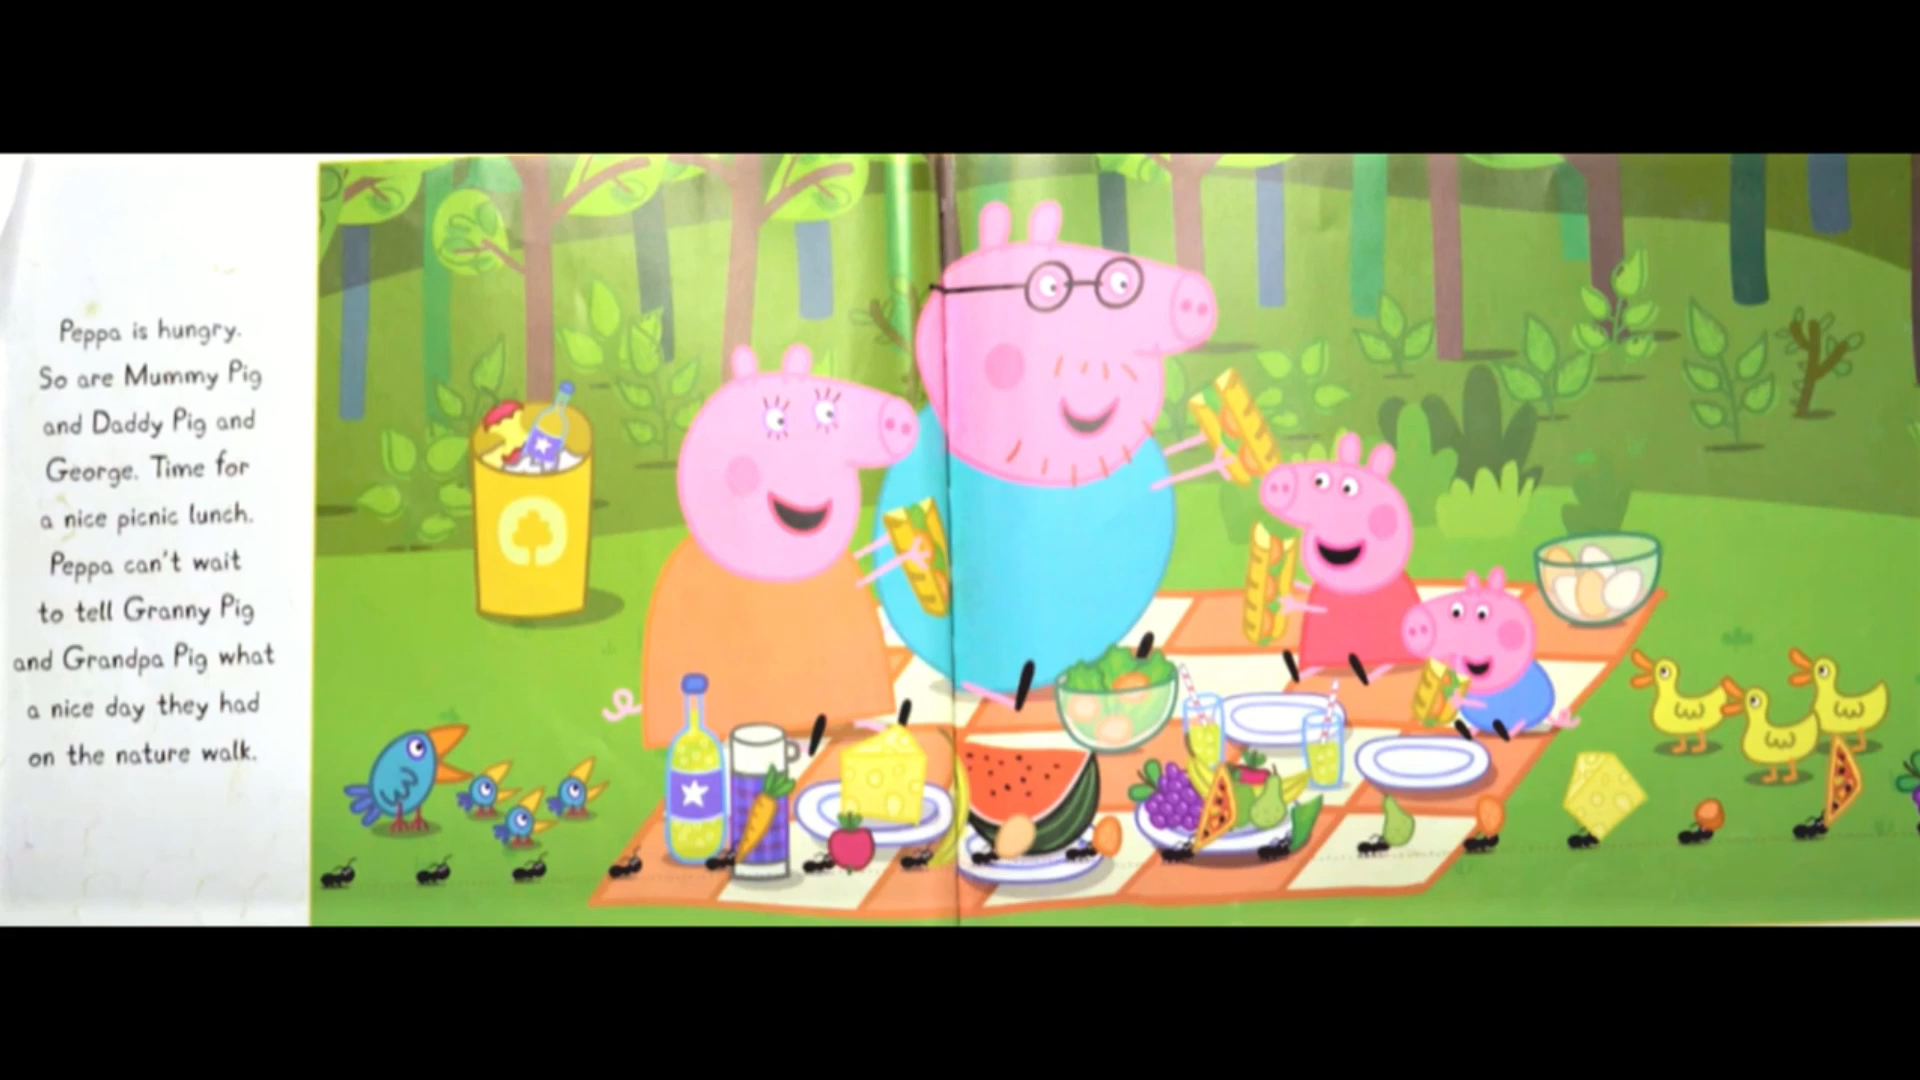 Peppa is hungry.
So are Mummy Pig
and Daddy Pig and
George. Time for
a nice picnic lunch.
Peppa can't wait
to tell Granny Pig
and Grandpa Pig what
a nice day they had
on the nature walk.